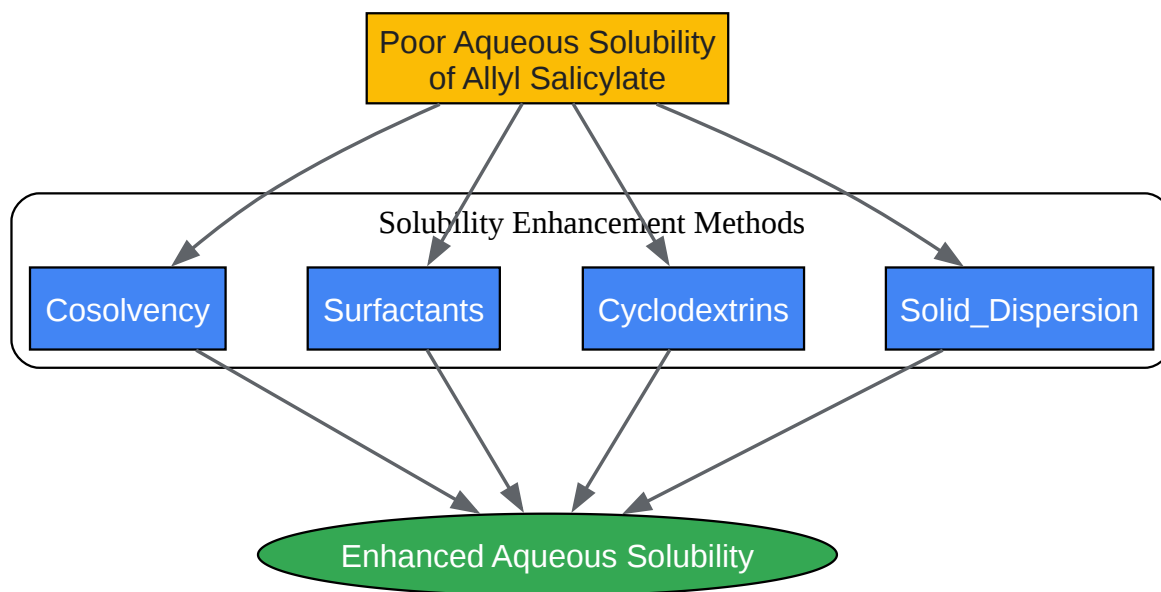 Poor Aqueous Solubility
of Allyl Salicylate
Solubility Enhancement Methods
Cosolvency
Surfactants
Cyclodextrins
Solid_Dispersion
Enhanced Aqueous Solubility